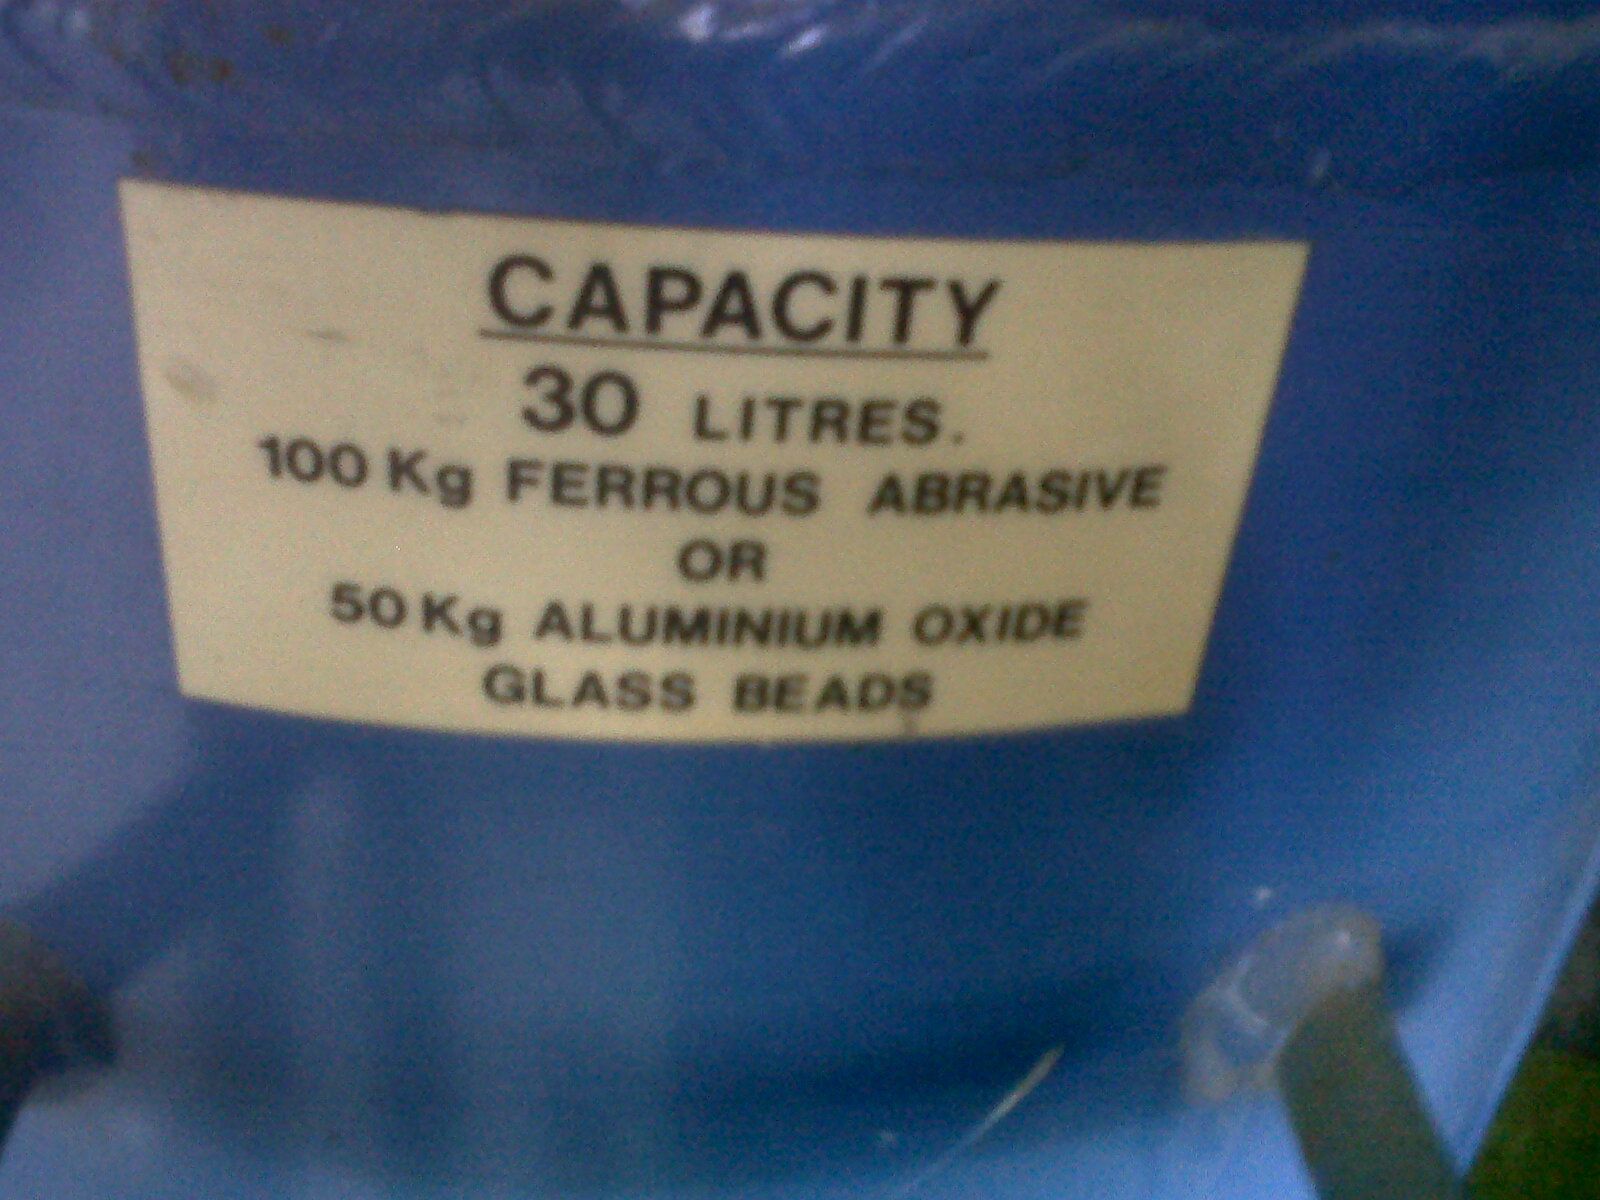 CAPACITY
30 LITRES.
100 Kg FERROUS ABRASIVE
OR
50 Kg ALUMINIUM OXIDE
GLASS BEADS